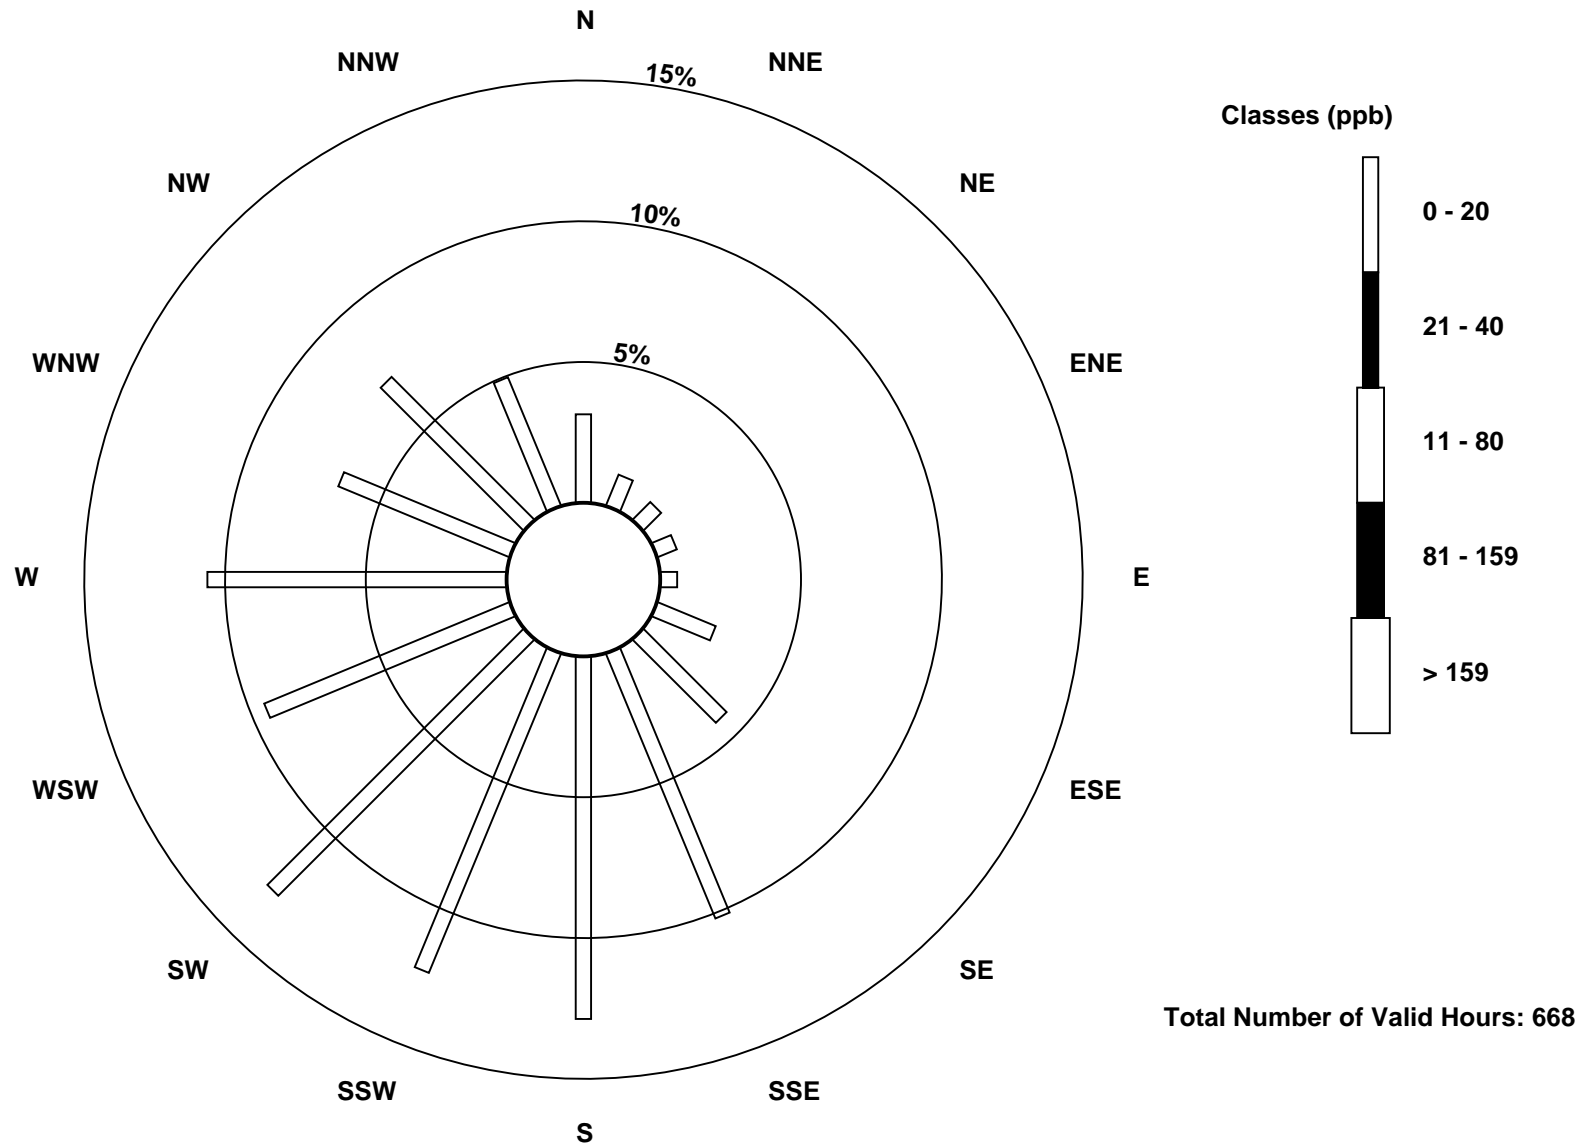 N
NNW
NNE
15%
Classes (ppb)
NW
NE
10%
0 - 20
21 - 40
5%
WNW
ENE
11 - 80
81 - 159
W
E
> 159
WSW
ESE
SW
SE
Total Number of Valid Hours: 668
SSW
SSE
S